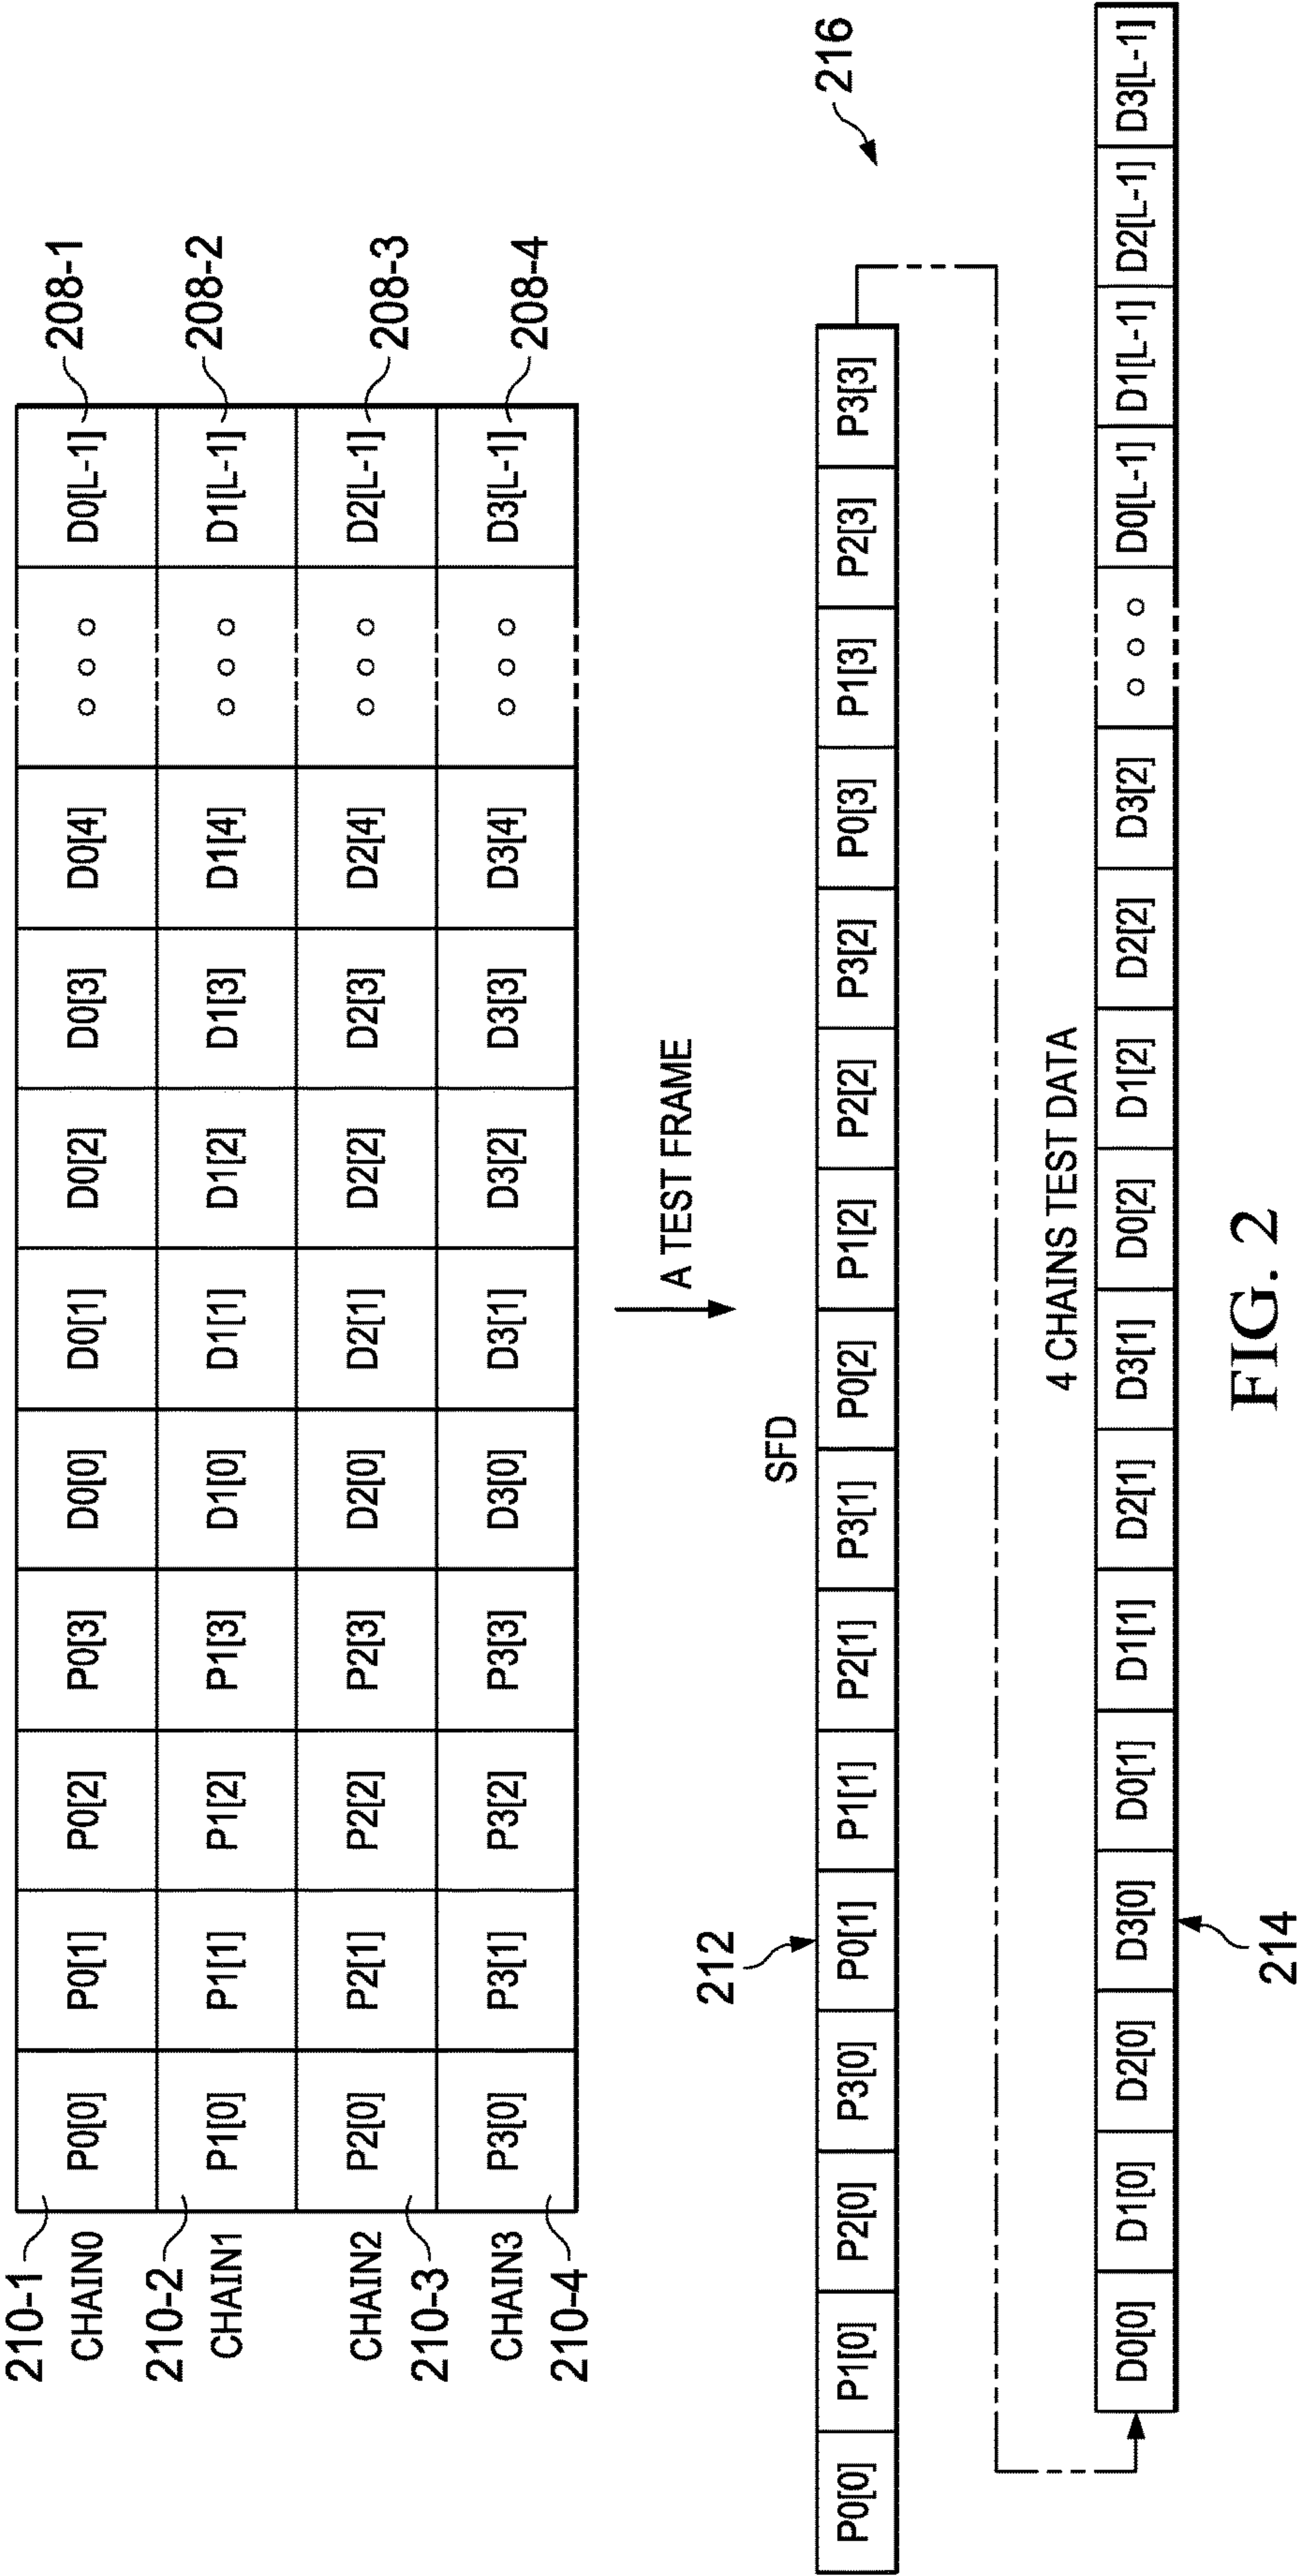 210-1
CHAIN0 P0[0] P0[1] P0[2] P0[3] D0[0] D0[1] D0[2] D0[3] D0[4] D0[L-1] 208-1
210-2
CHAIN1 P1[0] P1[1] P1[2] P1[3] D1[0] D1[1] D1[2] D1[3] D1[4] D1[L-1] 208-2
CHAIN2 P2[0] P2[1] P2[2] P2[3] D2[0] D2[1] D2[2] D2[3] D2[4] D2[L-1] 208-3
210-3
CHAIN3 P3[0] P3[1] P3[2] P3[3] D3[0] D3[1] D3[2] D3[3] D3[4] D3[L-1] 208-4
210-4
A TEST FRAME
212
SFD
216
P0[0] P1[0] P2[0] P3[0] P0[1] P1[1] P2[1] P3[1] P0[2] P1[2] P2[2] P3[2] P0[3] P1[3] P2[3] P3[3]
4 CHAINS TEST DATA
D0[0] D1[0] D2[0] D3[0] D0[1] D1[1] D2[1] D3[1] D0[2] D1[2] D2[2] D3[2] D0[L-1] D1[L-1] D2[L-1] D3[L-1]
214
FIG. 2